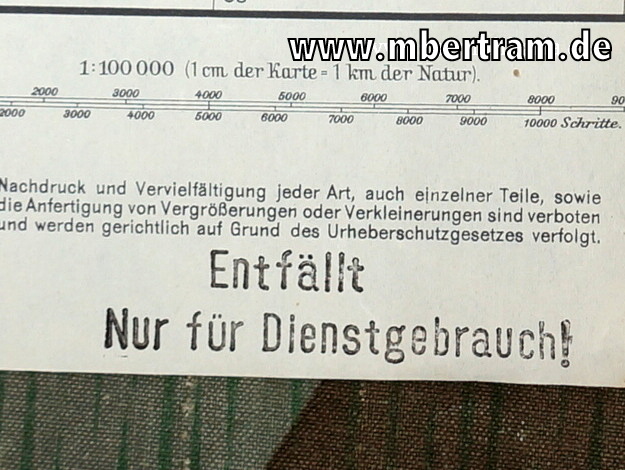 www.mbertram.de
1:100 000 (1 cm der Karte = 1 km der Natur).
2000 3000 4000 5000 6000 7000 8000 90
2000 3000 4000 5000 6000 7000 8000 9000 10000 Schritte.
Nachdruck und Vervielfältigung jeder Art, auch einzelner Teile, sowie
die Anfertigung von Vergrößerungen oder Verkleinerungen sind verboten
und werden gerichtlich auf Grund des Urheberschutzgesetzes verfolgt.
Entfällt
Nur für Dienstgebrauch!